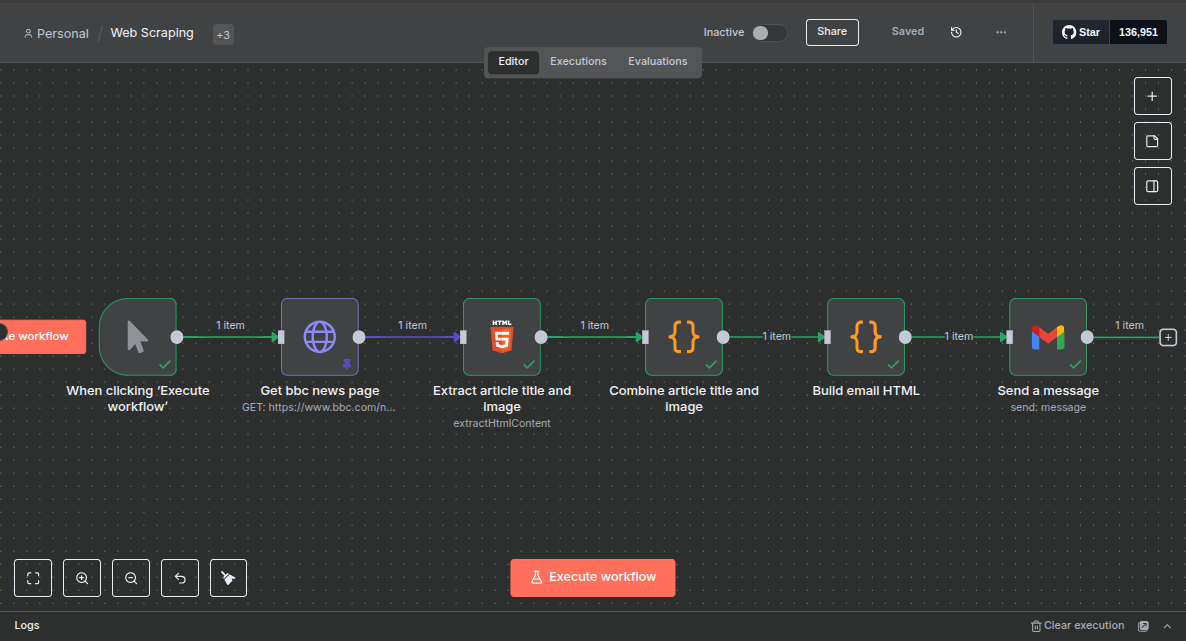 Personal / Web Scraping +3
Inactive
Share
Saved
...
Star 136,951
Editor Executions Evaluations
1 item
1 item
1 item
1 item
1 item
1 item
te workflow
HTML
When clicking ‘Execute
workflow’
Get bbc news page
GET: https://www.bbc.com/n...
Extract article title and
Image
extractHtmlContent
Combine article title and
Image
Build email HTML
Send a message
send: message
Execute workflow
Logs
Clear execution